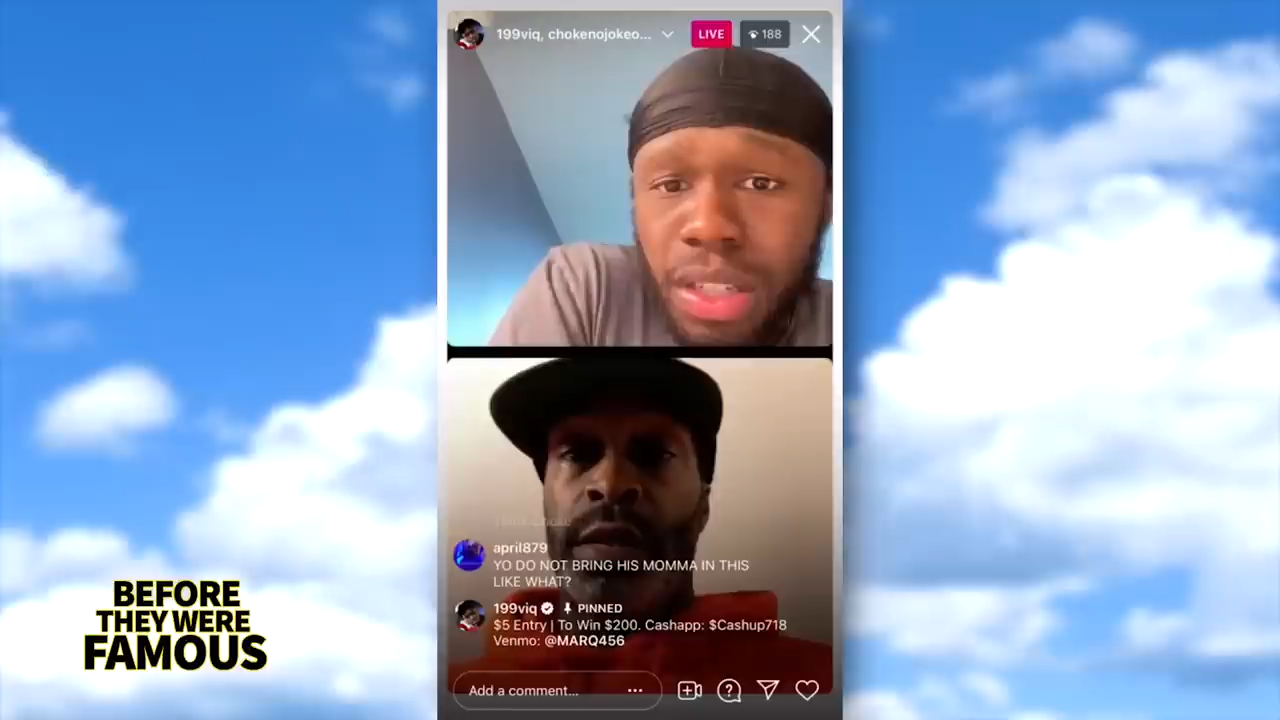 199viq, chokenojokeo...
LIVE
188
april879
YO DO NOT BRING HIS MOMMA IN THIS
LIKE WHAT?
199viq PINNED
$5 Entry | To Win $200. Cashapp: $Cashup718
Venmo: @MARQ456
Add a comment...
BEFORE
THEY WERE
FAMOUS